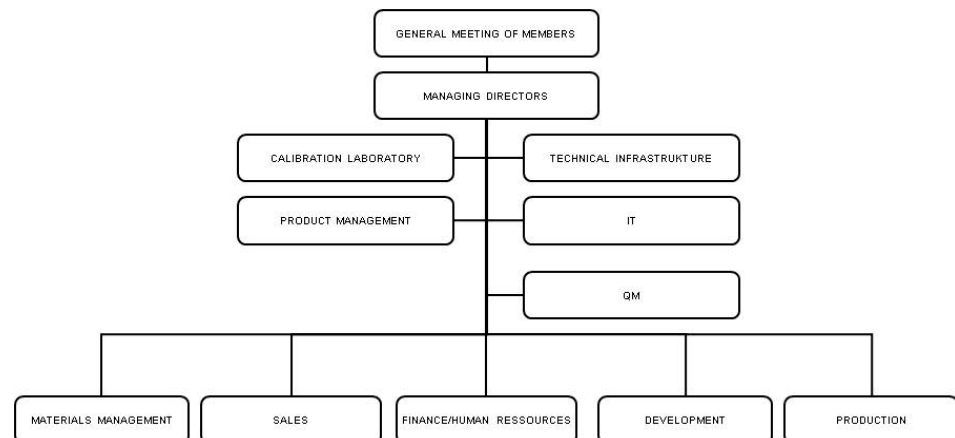 GENERAL MEETING OF MEMBERS
MANAGING DIRECTORS
CALIBRATION LABORATORY
TECHNICAL INFRASTRUKTURE
PRODUCT MANAGEMENT
IT
QM
MATERIALS MANAGEMENT
SALES
FINANCE/HUMAN RESSOURCES
DEVELOPMENT
PRODUCTION